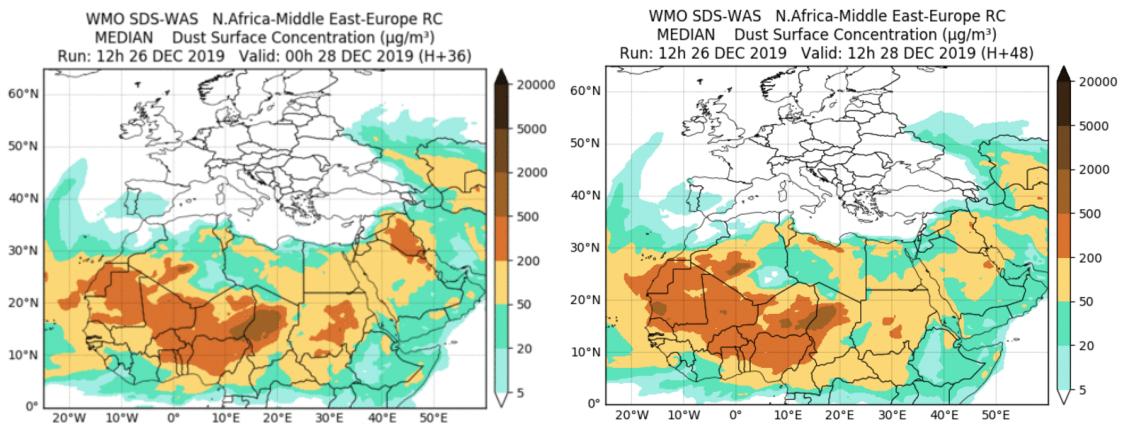 WMO SDS-WAS   N.Africa-Middle East-Europe RC
MEDIAN    Dust Surface Concentration (µg/m³)
Run: 12h 26 DEC 2019   Valid: 00h 28 DEC 2019 (H+36)
60°N
50°N
40°N
30°N
20°N
10°N
0°
20°W
10°W
0°
10°E
20°E
30°E
40°E
50°E
20000
5000
2000
500
200
50
20
5
WMO SDS-WAS   N.Africa-Middle East-Europe RC
MEDIAN    Dust Surface Concentration (µg/m³)
Run: 12h 26 DEC 2019   Valid: 12h 28 DEC 2019 (H+48)
60°N
50°N
40°N
30°N
20°N
10°N
0°
20°W
10°W
0°
10°E
20°E
30°E
40°E
50°E
20000
5000
2000
500
200
50
20
5